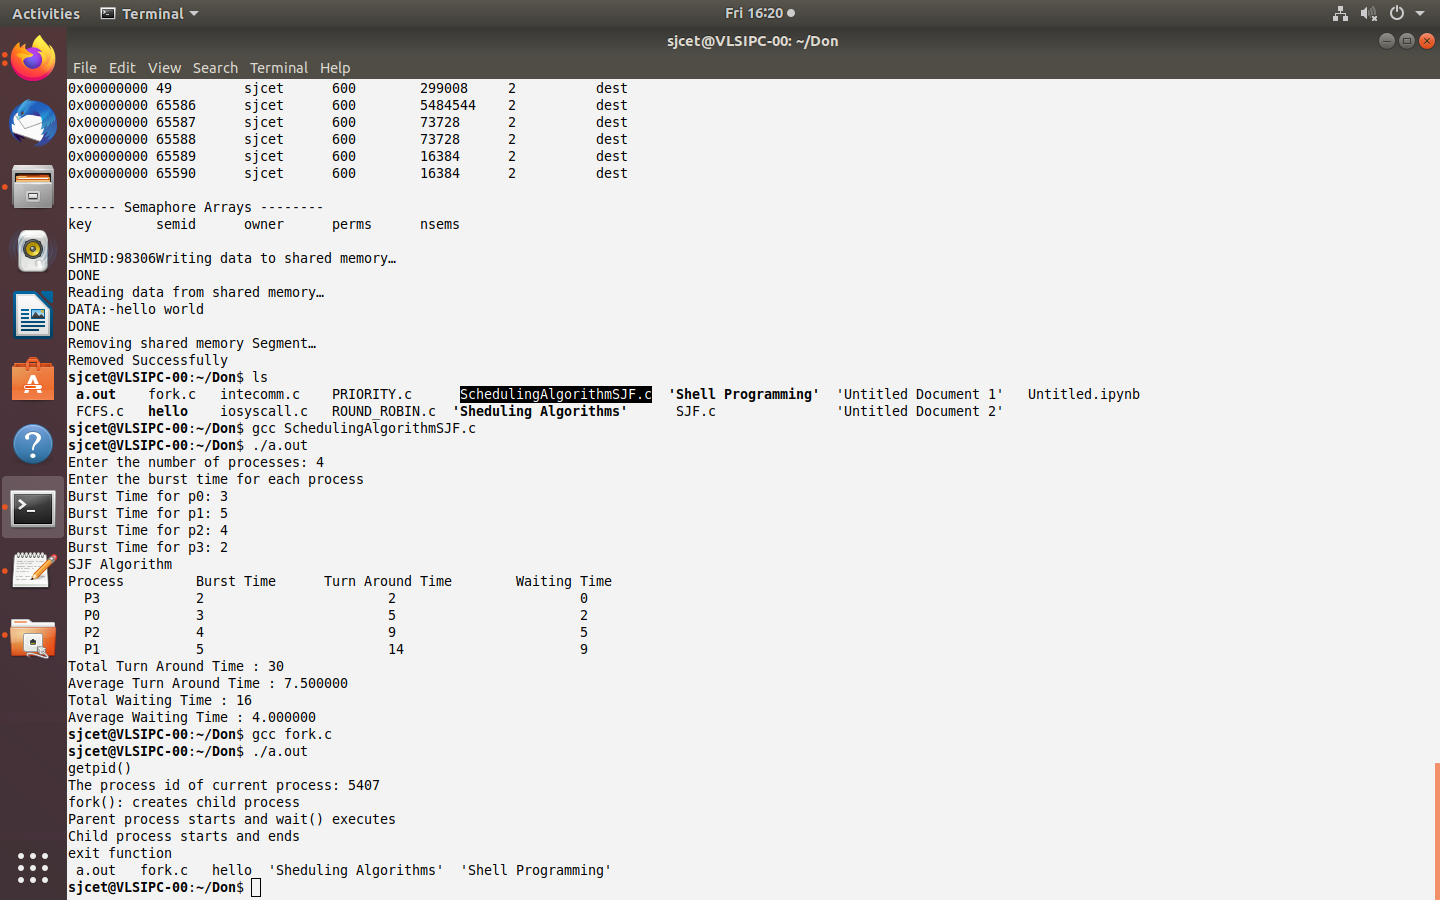 Activities Terminal Fri 16:20
sjcet@VLSIPC-00: ~/Don
File Edit View Search Terminal Help
0x00000000 49         sjcet      600        299008     2          dest
0x00000000 65586      sjcet      600        5484544    2          dest
0x00000000 65587      sjcet      600        73728      2          dest
0x00000000 65588      sjcet      600        73728      2          dest
0x00000000 65589      sjcet      600        16384      2          dest
0x00000000 65590      sjcet      600        16384      2          dest
------ Semaphore Arrays --------
key        semid      owner      perms      nsems
SHMID:98306Writing data to shared memory…
DONE
Reading data from shared memory…
DATA:-hello world
DONE
Removing shared memory Segment…
Removed Successfully
sjcet@VLSIPC-00:~/Don$ ls
 a.out    fork.c   intecomm.c    PRIORITY.c      SchedulingAlgorithmSJF.c  'Shell Programming'  'Untitled Document 1'   Untitled.ipynb
 FCFS.c   hello    iosyscall.c   ROUND_ROBIN.c  'Sheduling Algorithms'      SJF.c               'Untitled Document 2'
sjcet@VLSIPC-00:~/Don$ gcc SchedulingAlgorithmSJF.c
sjcet@VLSIPC-00:~/Don$ ./a.out
Enter the number of processes: 4
Enter the burst time for each process
Burst Time for p0: 3
Burst Time for p1: 5
Burst Time for p2: 4
Burst Time for p3: 2
SJF Algorithm
Process         Burst Time      Turn Around Time        Waiting Time
  P3            2                       2                       0
  P0            3                       5                       2
  P2            4                       9                       5
  P1            5                       14                      9
Total Turn Around Time : 30
Average Turn Around Time : 7.500000
Total Waiting Time : 16
Average Waiting Time : 4.000000
sjcet@VLSIPC-00:~/Don$ gcc fork.c
sjcet@VLSIPC-00:~/Don$ ./a.out
getpid()
The process id of current process: 5407
fork(): creates child process
Parent process starts and wait() executes
Child process starts and ends
exit function
 a.out   fork.c   hello  'Sheduling Algorithms'  'Shell Programming'
sjcet@VLSIPC-00:~/Don$